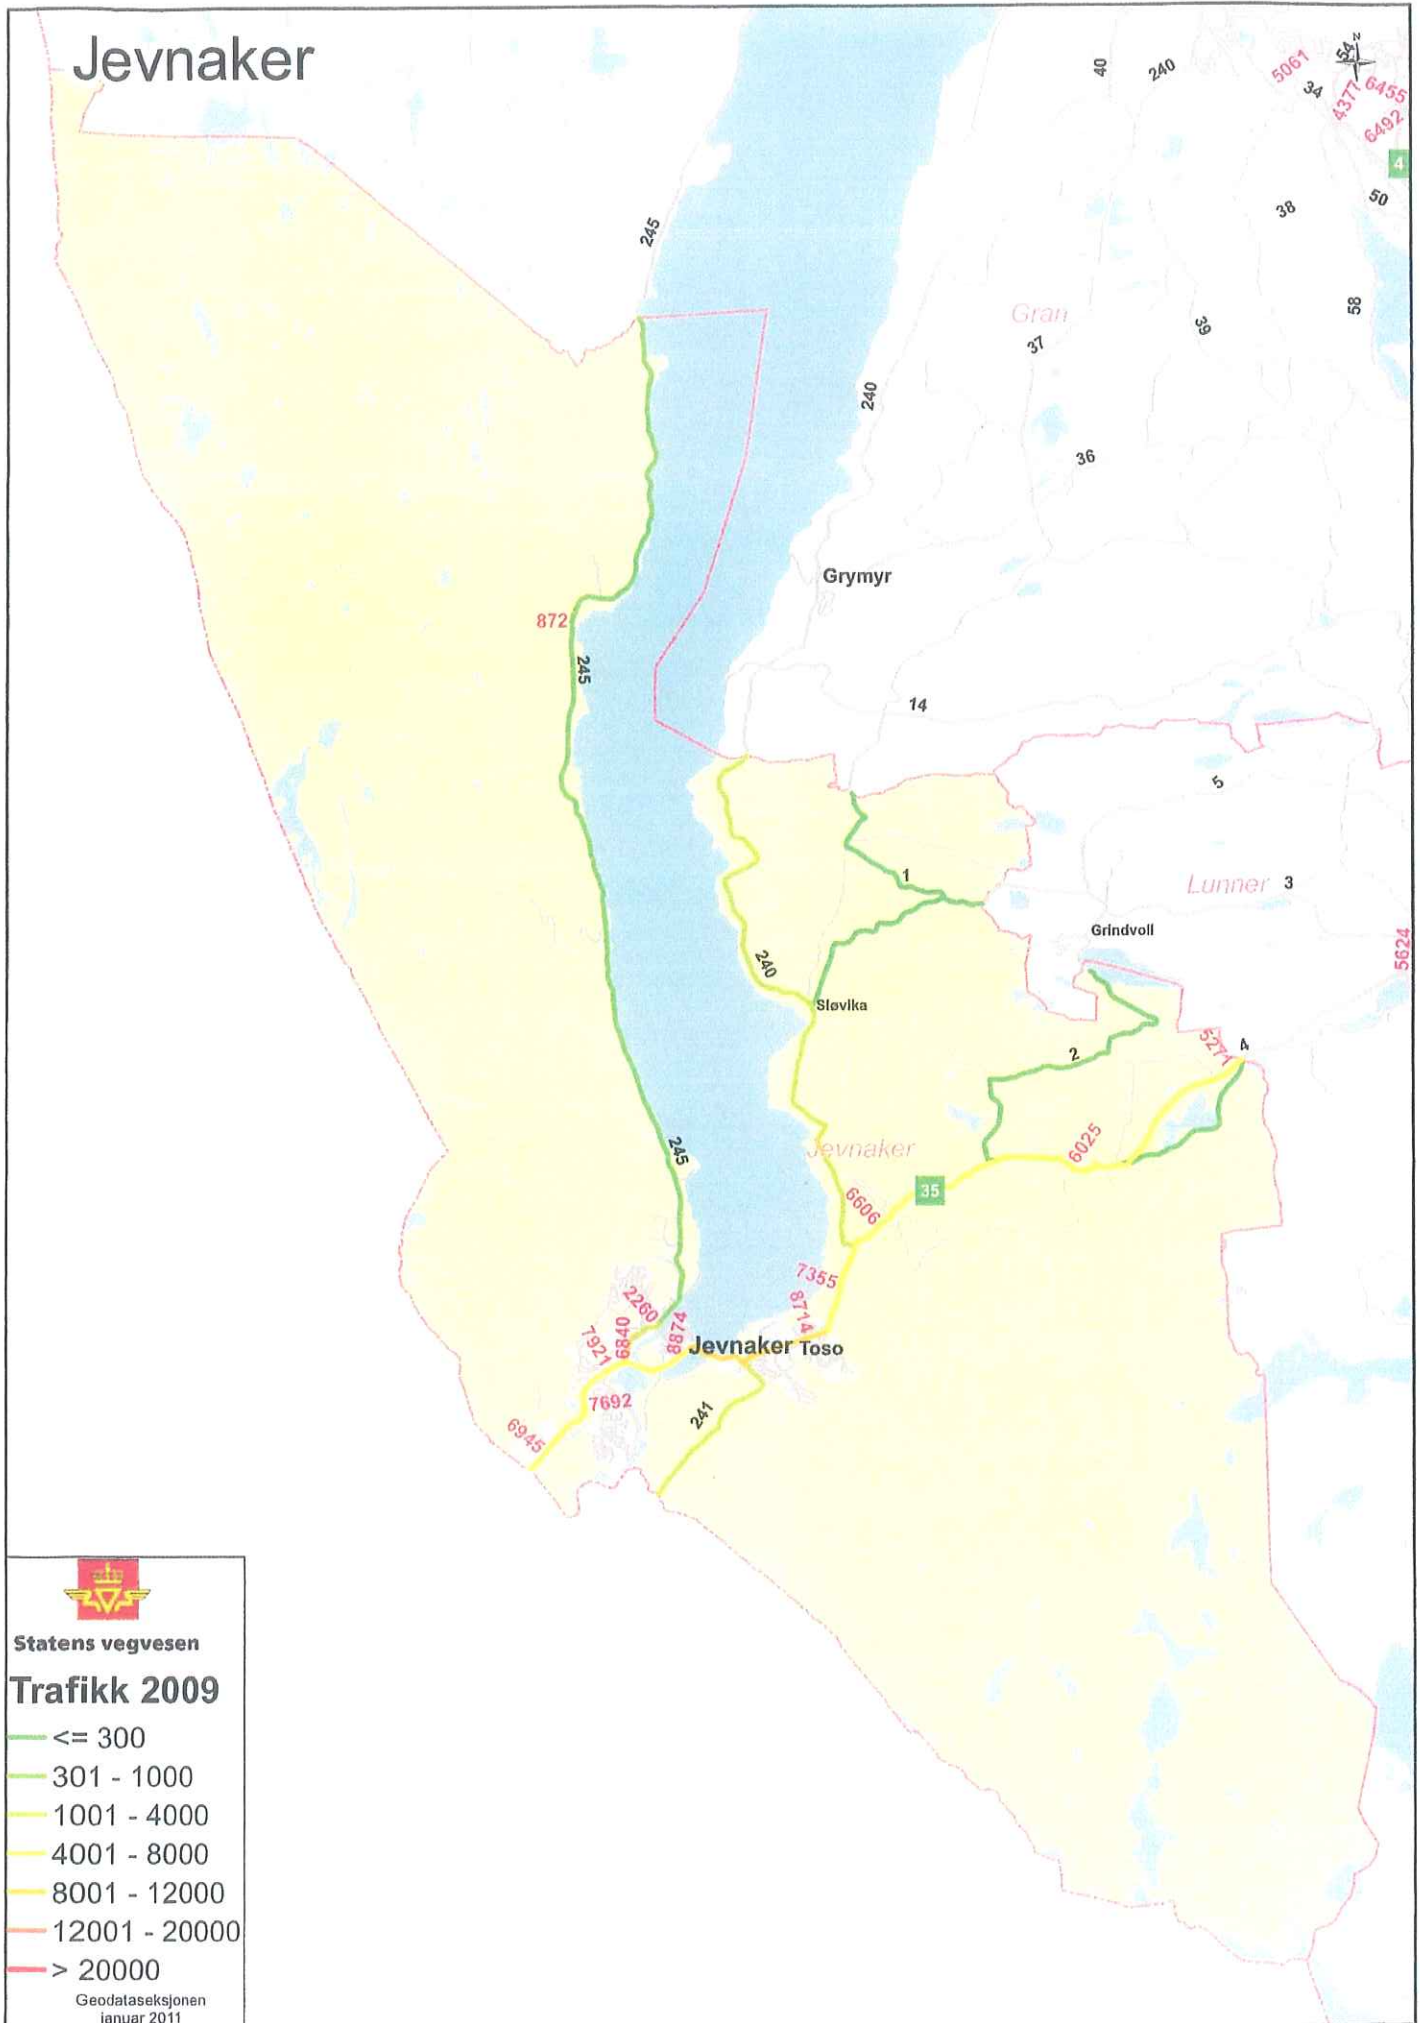 Jevnaker
N
40
240
5061
34
54
4377
6455
6492
4
50
38
245
58
Gran
37
39
240
36
Grymyr
872
245
14
5
1
Lunner 3
Grindvoll
5624
240
Sløvika
2
5271
4
245
Jevnaker
6025
35
6606
7355
8714
2260
8874
6840
7921
Jevnaker Toso
7692
241
6945
Statens vegvesen
Trafikk 2009
<= 300
301 - 1000
1001 - 4000
4001 - 8000
8001 - 12000
12001 - 20000
> 20000
Geodataseksjonen
januar 2011